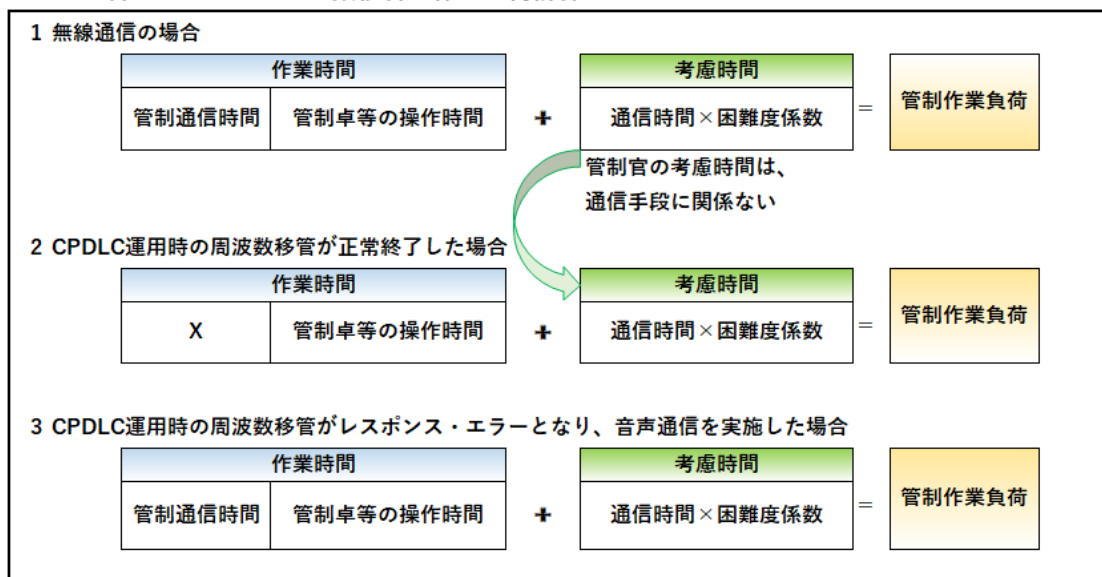 1 無線通信の場合
作業時間
考慮時間
管制通信時間
管制卓等の操作時間
+
通信時間×困難度係数
=
管制作業負荷
管制官の考慮時間は、
通信手段に関係ない
2 CPDLC運用時の周波数移管が正常終了した場合
作業時間
考慮時間
X
管制卓等の操作時間
+
通信時間×困難度係数
=
管制作業負荷
3 CPDLC運用時の周波数移管がレスポンス・エラーとなり、音声通信を実施した場合
作業時間
考慮時間
管制通信時間
管制卓等の操作時間
+
通信時間×困難度係数
=
管制作業負荷